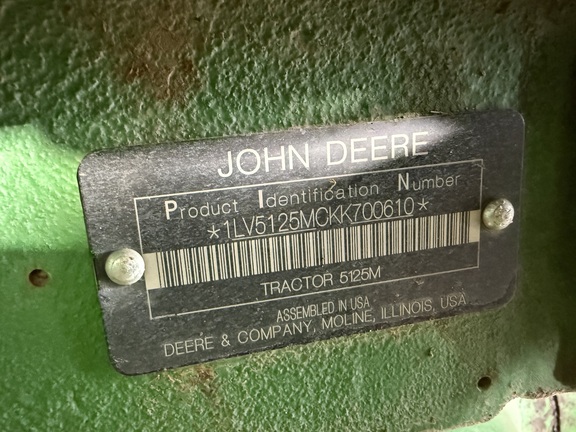 JOHN DEERE
Product Identification Number
*1LV5125MCKK700610*
TRACTOR 5125M
ASSEMBLED IN USA
DEERE & COMPANY, MOLINE, ILLINOIS, USA